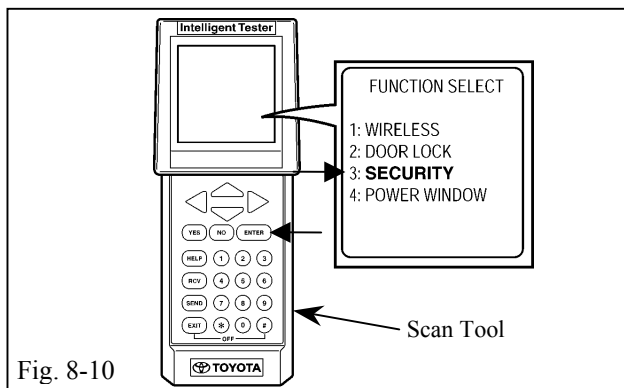 Intelligent Tester
FUNCTION SELECT
1: WIRELESS
2: DOOR LOCK
3: SECURITY
4: POWER WINDOW
YES NO ENTER
HELP 1 2 3
RCV 4 5 6
SEND 7 8 9
EXIT * 0 #
OFF
TOYOTA
Scan Tool
Fig. 8-10